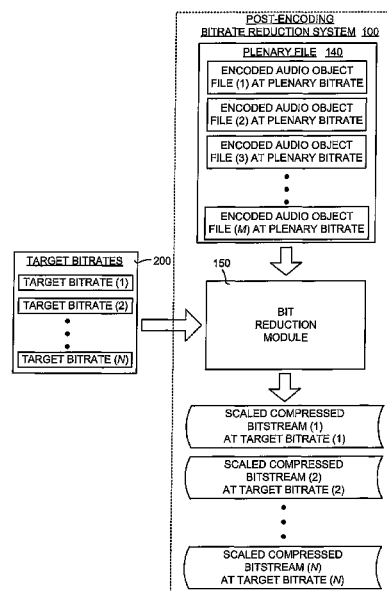 POST-ENCODING
BITRATE REDUCTION SYSTEM 100
PLENARY FILE 140
ENCODED AUDIO OBJECT
FILE (1) AT PLENARY BITRATE
ENCODED AUDIO OBJECT
FILE (2) AT PLENARY BITRATE
ENCODED AUDIO OBJECT
FILE (3) AT PLENARY BITRATE
ENCODED AUDIO OBJECT
FILE (M) AT PLENARY BITRATE
TARGET BITRATES
200
TARGET BITRATE (1)
TARGET BITRATE (2)
TARGET BITRATE (N)
150
BIT
REDUCTION
MODULE
SCALED COMPRESSED
BITSTREAM (1)
AT TARGET BITRATE (1)
SCALED COMPRESSED
BITSTREAM (2)
AT TARGET BITRATE (2)
SCALED COMPRESSED
BITSTREAM (N)
AT TARGET BITRATE (N)